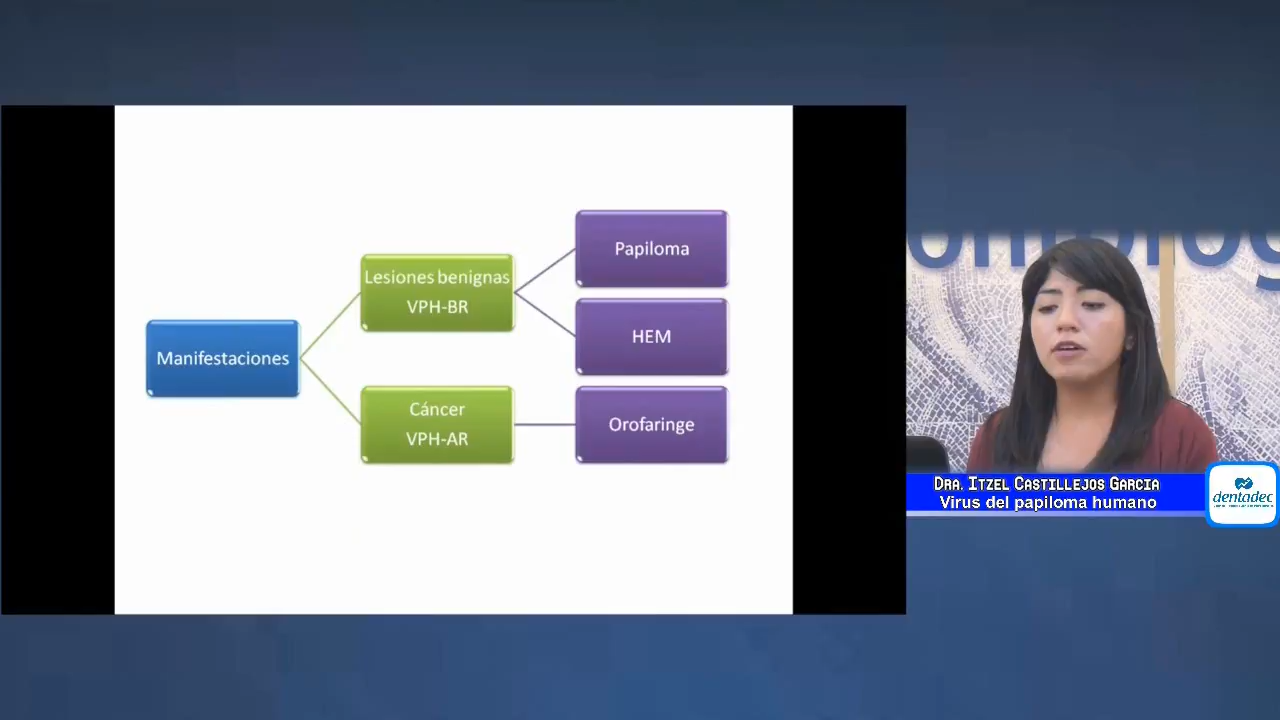 Manifestaciones
Lesiones benignas
VPH-BR
Cáncer
VPH-AR
Papiloma
HEM
Orofaringe
Dra. Itzel Castillejos Garcia
Virus del papiloma humano
dentadec